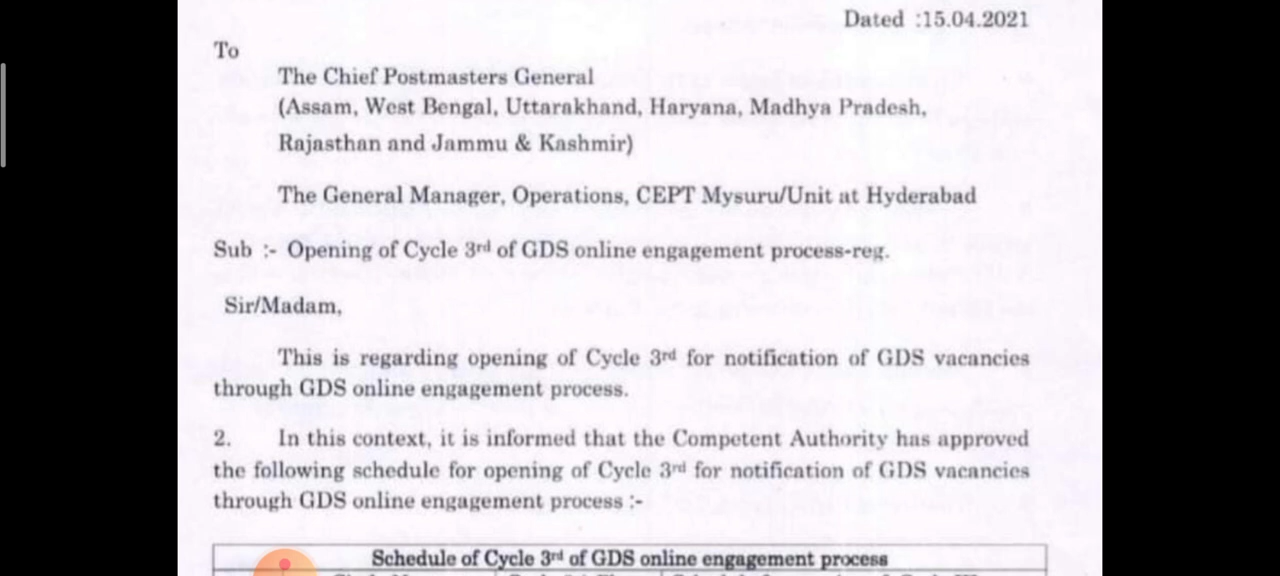 Dated :15.04.2021
To
The Chief Postmasters General
(Assam, West Bengal, Uttarakhand, Haryana, Madhya Pradesh,
Rajasthan and Jammu & Kashmir)
The General Manager, Operations, CEPT Mysuru/Unit at Hyderabad
Sub :- Opening of Cycle 3rd of GDS online engagement process-reg.
Sir/Madam,
This is regarding opening of Cycle 3rd for notification of GDS vacancies
through GDS online engagement process.
2. In this context, it is informed that the Competent Authority has approved
the following schedule for opening of Cycle 3rd for notification of GDS vacancies
through GDS online engagement process :-
Schedule of Cycle 3rd of GDS online engagement process